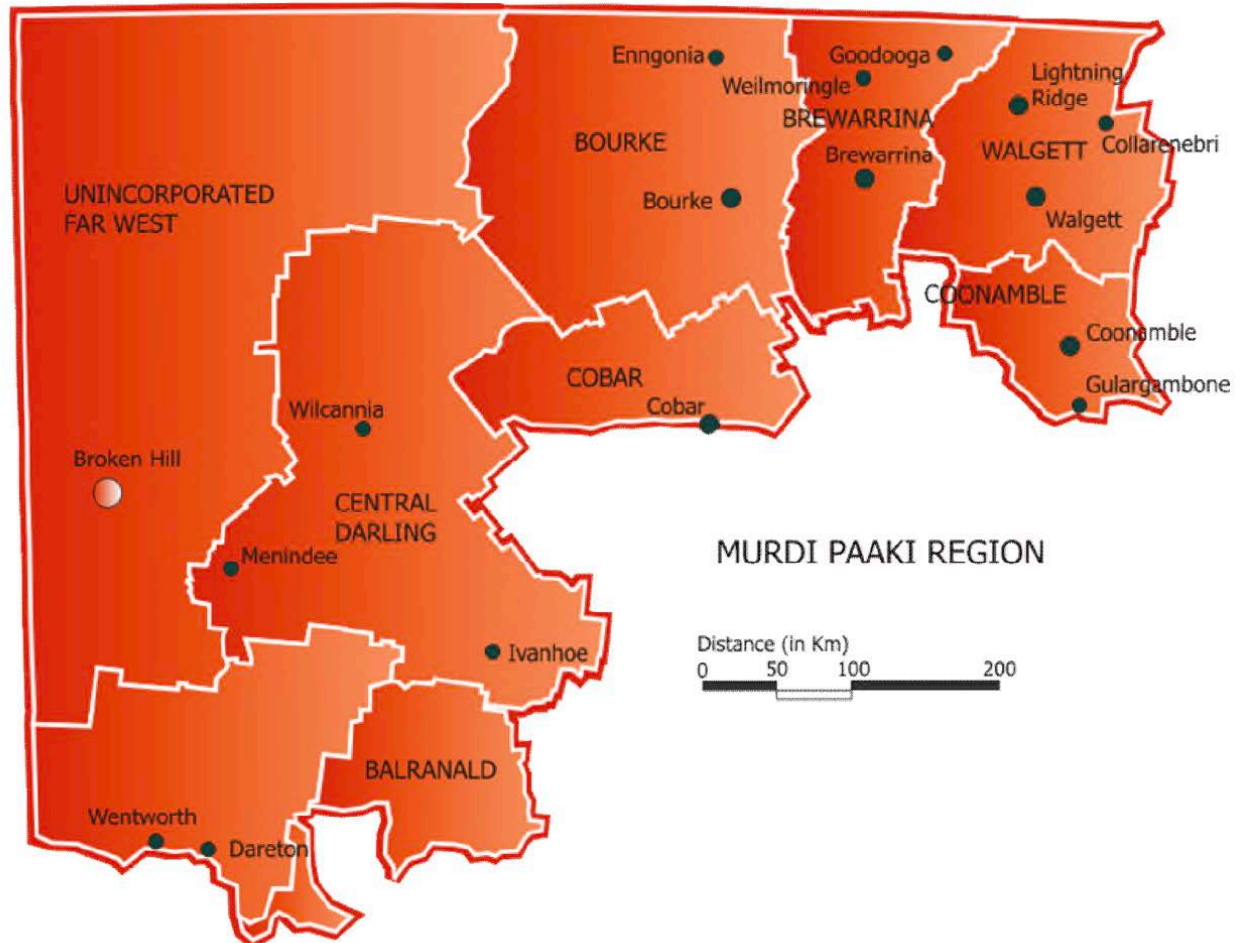 Enngonia
Goodooga
Weilmoringle
Lightning
Ridge
BREWARRINA
BOURKE
Collarenebri
WALGETT
Brewarrina
UNINCORPORATED
FAR WEST
Bourke
Walgett
COONAMBLE
Coonamble
COBAR
Gulargambone
Wilcannia
Cobar
Broken Hill
CENTRAL
DARLING
Menindee
MURDI PAAKI REGION
Ivanhoe
Distance (in Km)
0 50 100 200
BALRANALD
Wentworth
Dareton